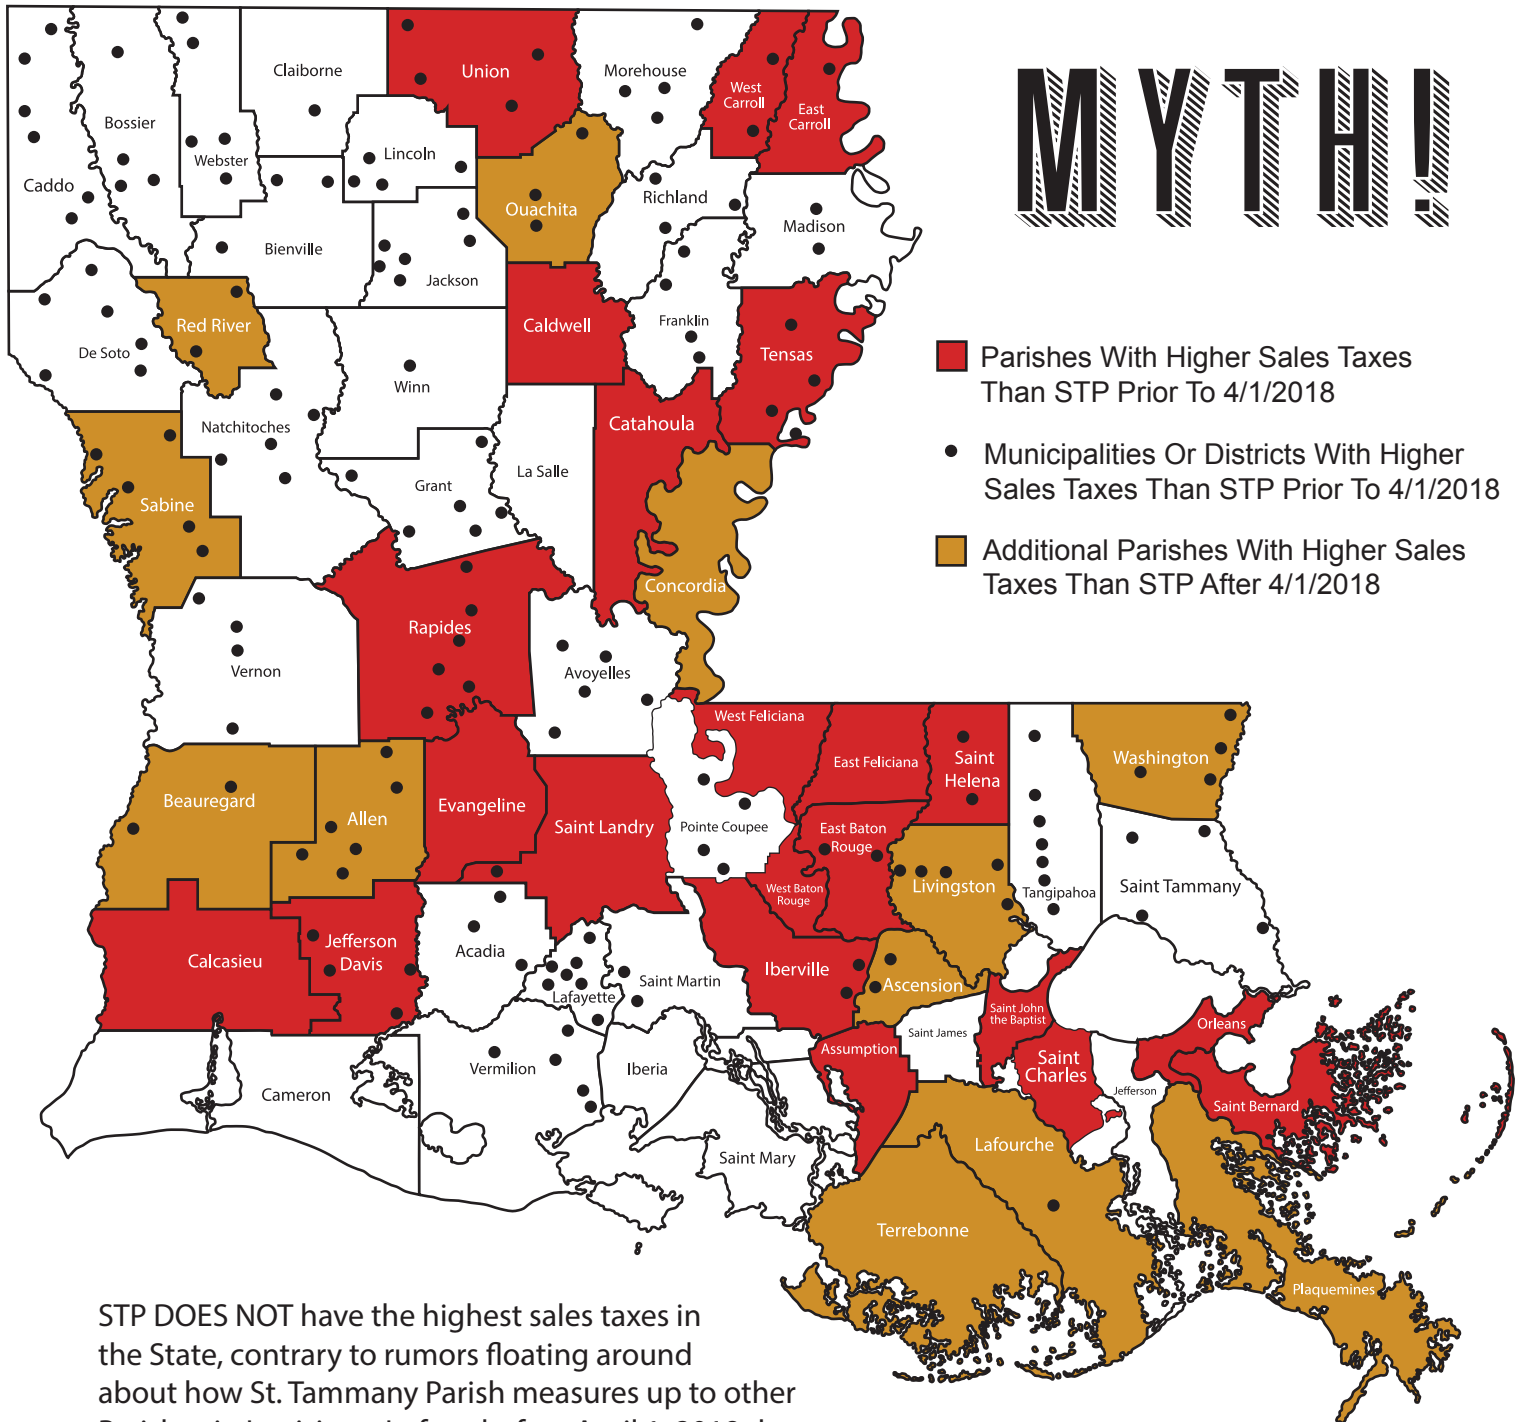 MYTH!
Parishes With Higher Sales Taxes
Than STP Prior To 4/1/2018
Municipalities Or Districts With Higher
Sales Taxes Than STP Prior To 4/1/2018
Additional Parishes With Higher Sales
Taxes Than STP After 4/1/2018
Claiborne
Union
Morehouse
West
Carroll
East
Carroll
Bossier
Webster
Lincoln
Caddo
Ouachita
Richland
Madison
Bienville
Jackson
Red River
Caldwell
Franklin
Tensas
De Soto
Winn
Natchitoches
Catahoula
La Salle
Grant
Sabine
Concordia
Rapides
Vernon
Avoyelles
West Feliciana
East Feliciana
Saint
Helena
Washington
Beauregard
Allen
Evangeline
Saint Landry
Pointe Coupee
East Baton
Rouge
West Baton
Rouge
Livingston
Tangipahoa
Saint Tammany
Calcasieu
Jefferson
Davis
Acadia
Lafayette
Saint Martin
Iberville
Ascension
Saint John
the Baptist
Orleans
Saint James
Assumption
Saint
Charles
Jefferson
Saint Bernard
Cameron
Vermilion
Iberia
Saint Mary
Lafourche
Terrebonne
Plaquemines
STP DOES NOT have the highest sales taxes in
the State, contrary to rumors floating around
about how St. Tammany Parish measures up to other